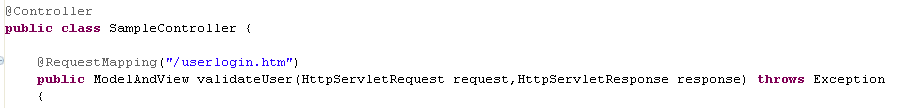 @Controller
public class SampleController {
@RequestMapping("/userlogin.htm")
public ModelAndView validateUser(HttpServletRequest request,HttpServletResponse response) throws Exception
{